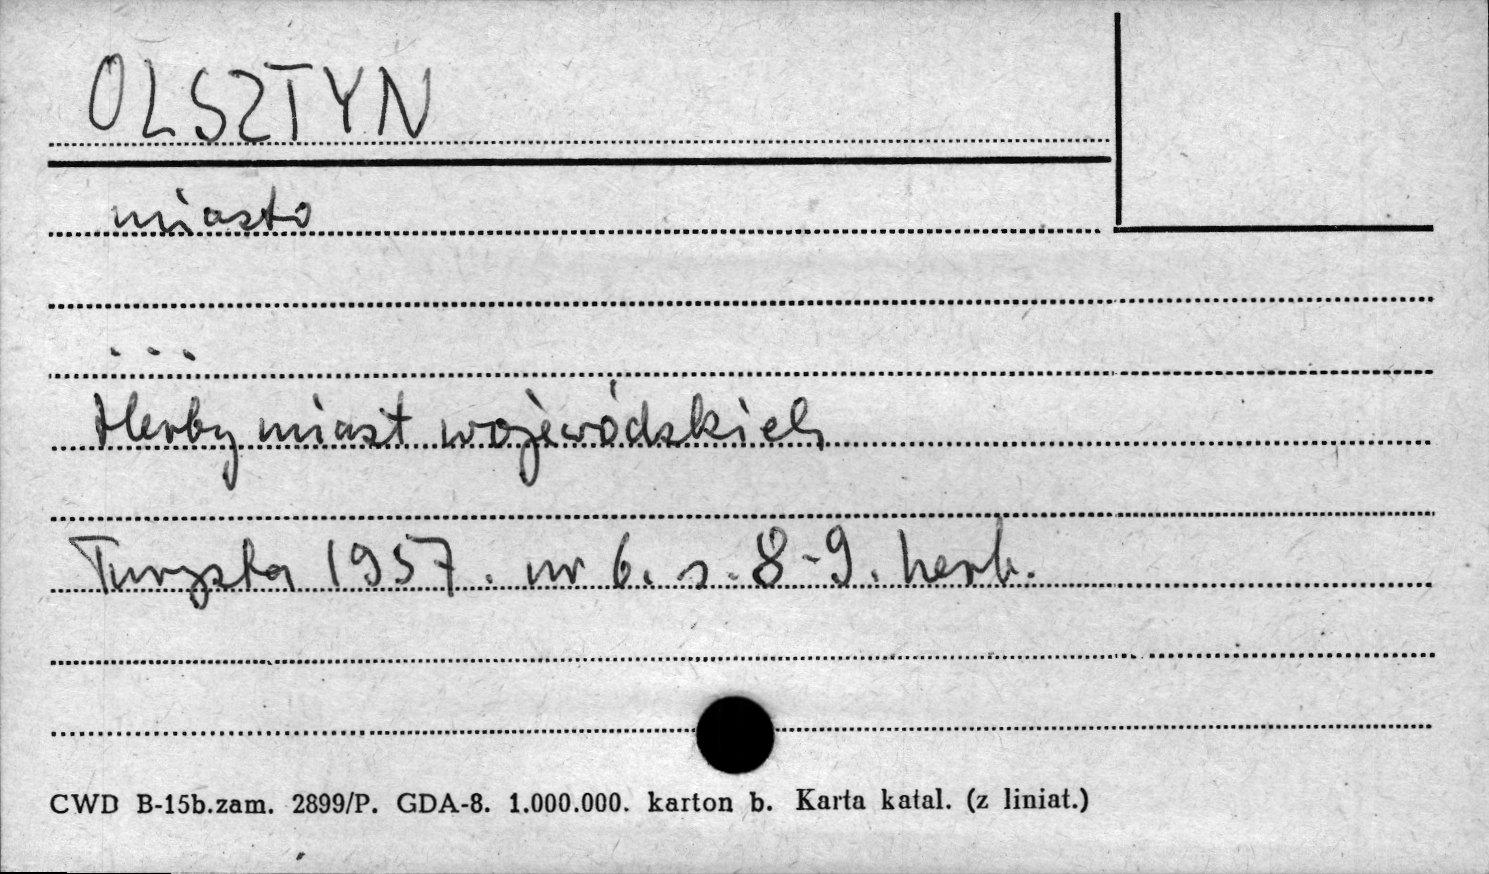 OLSZTYN
miasto
...
Herby miast wojewódzkich
Turysta 1957. nr 6. s. 8-9. herb.
CWD B-15b.zam. 2899/P. GDA-8. 1.000.000. karton b. Karta katal. (z liniat.)